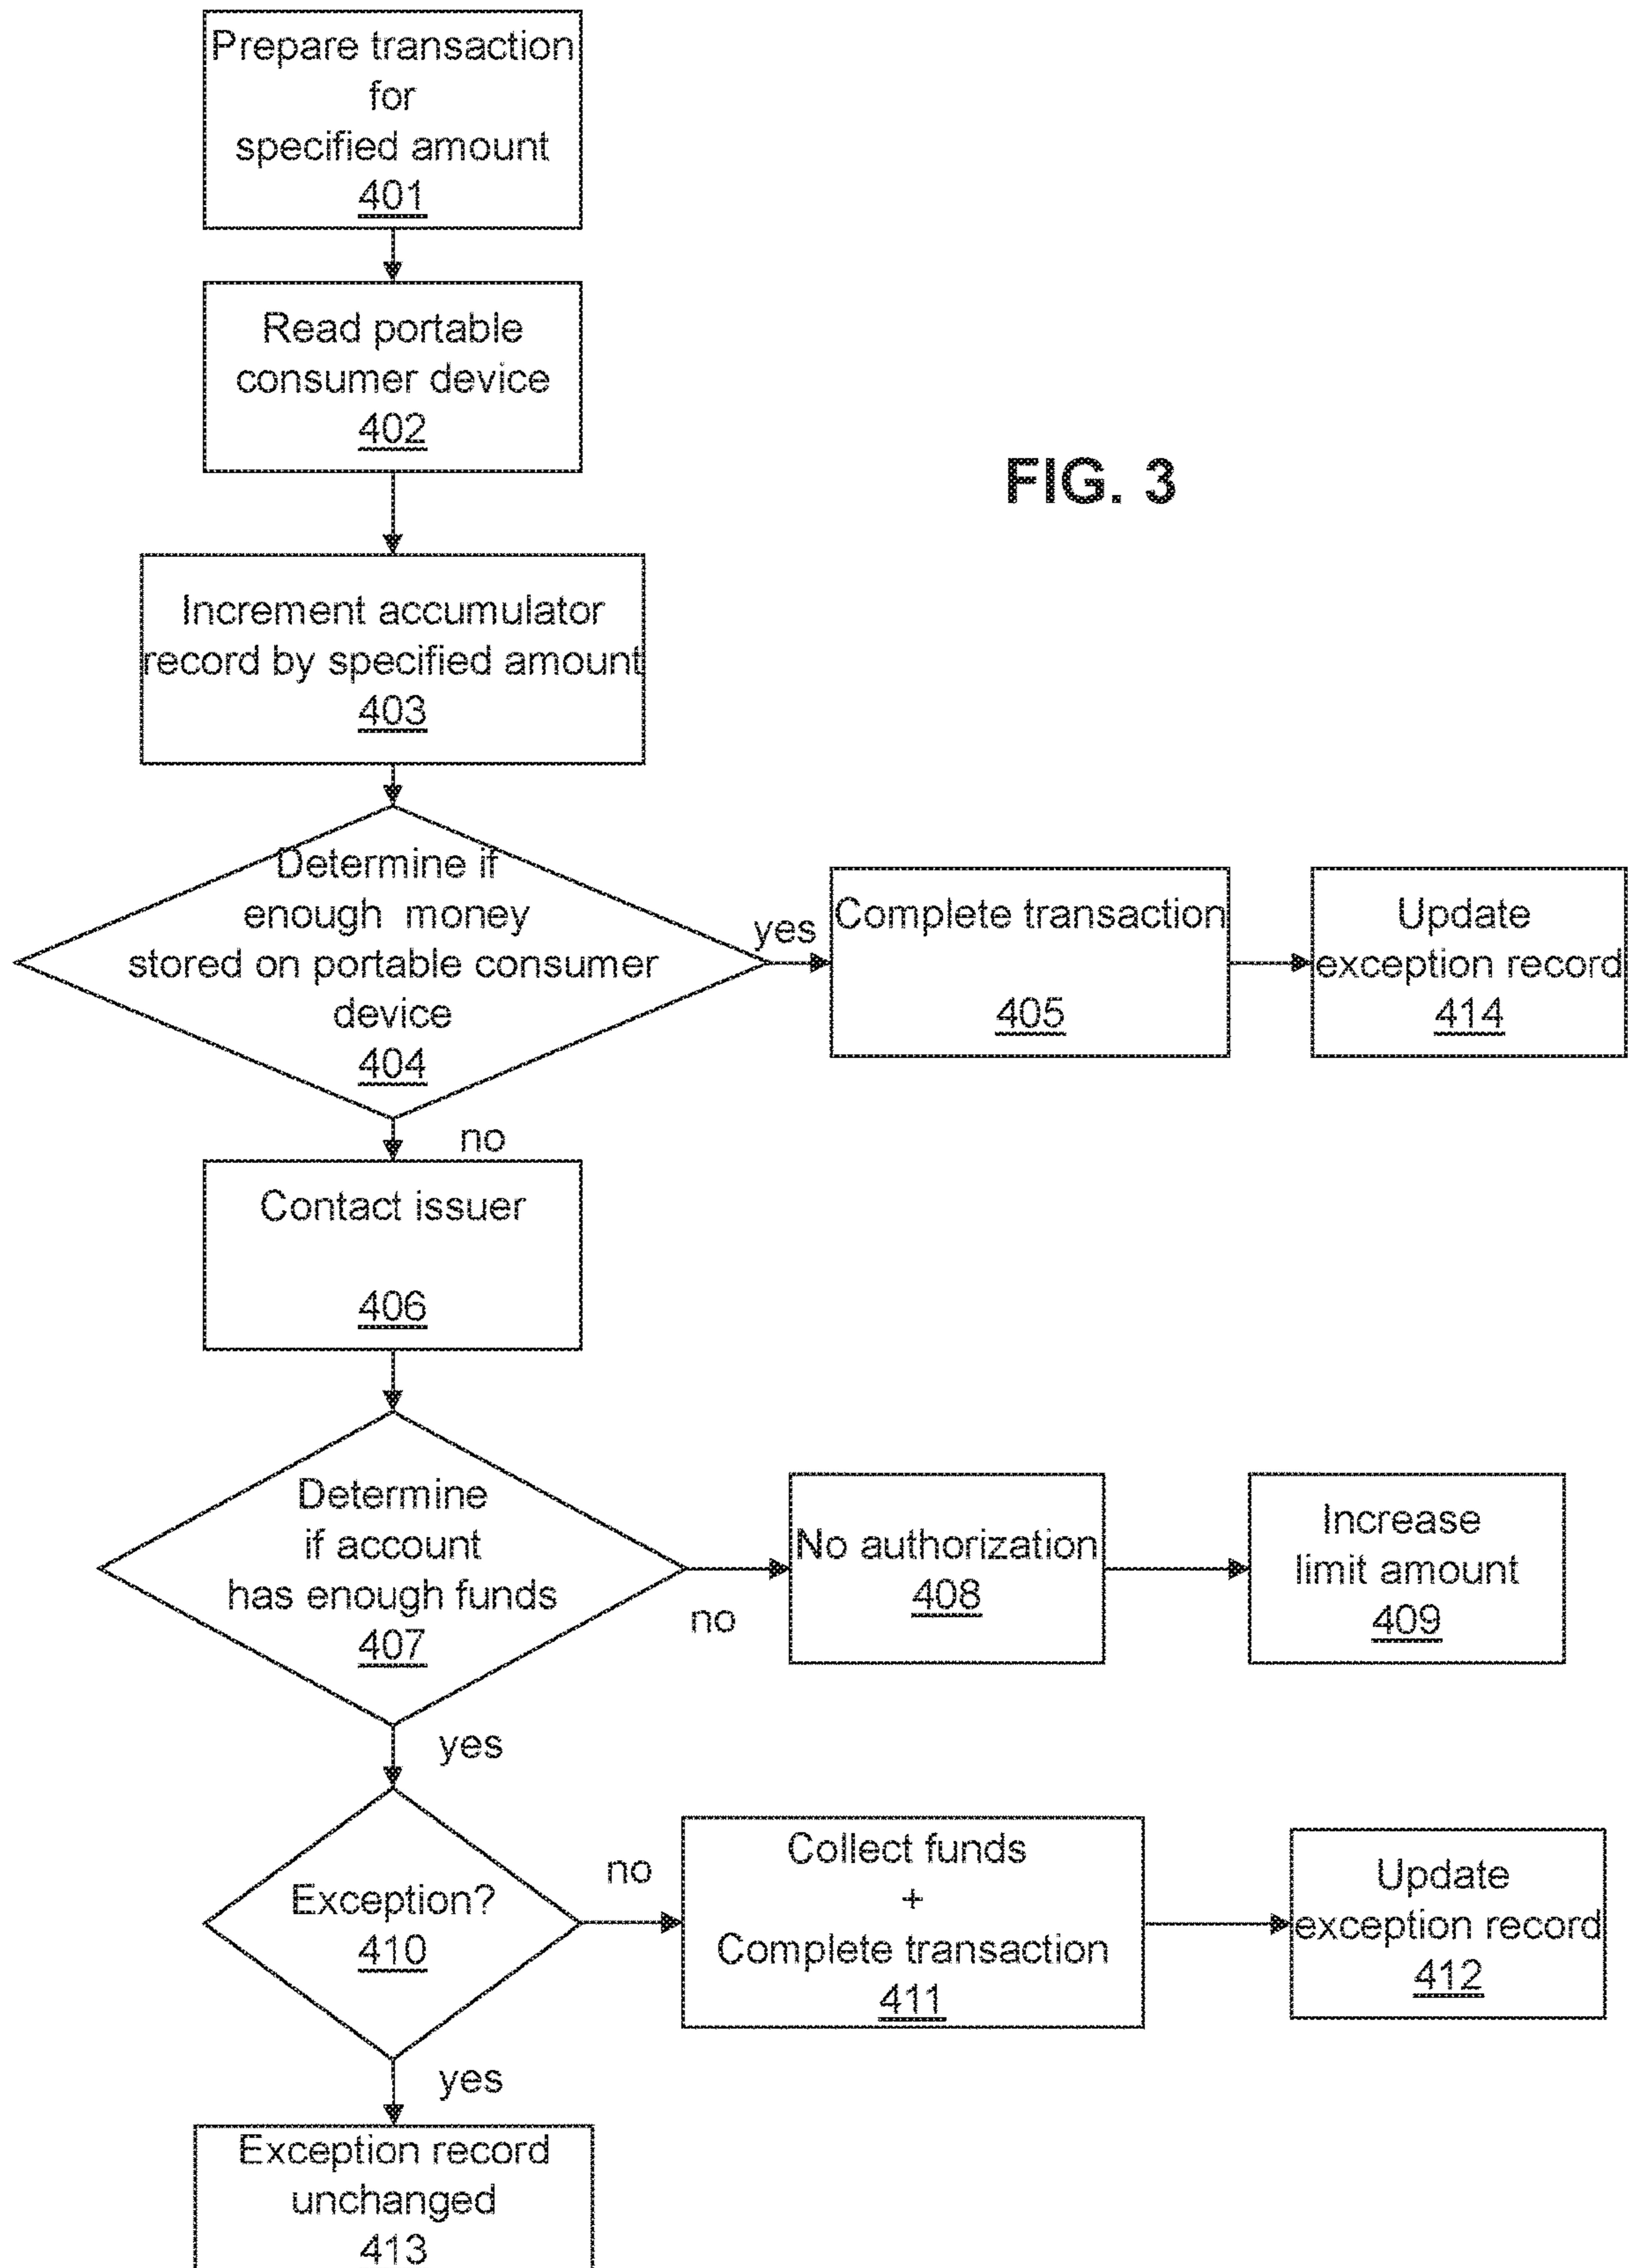 Prepare transaction
for
specified amount
401
Read portable
consumer device
402
FIG. 3
Increment accumulator
record by specified amount
403
Determine if
enough money
stored on portable consumer
device
404
yes
Complete transaction
405
Update
exception record
414
no
Contact issuer
406
Determine
if account
has enough funds
407
no
No authorization
408
Increase
limit amount
409
yes
Exception?
410
no
Collect funds
+
Complete transaction
411
Update
exception record
412
yes
Exception record
unchanged
413